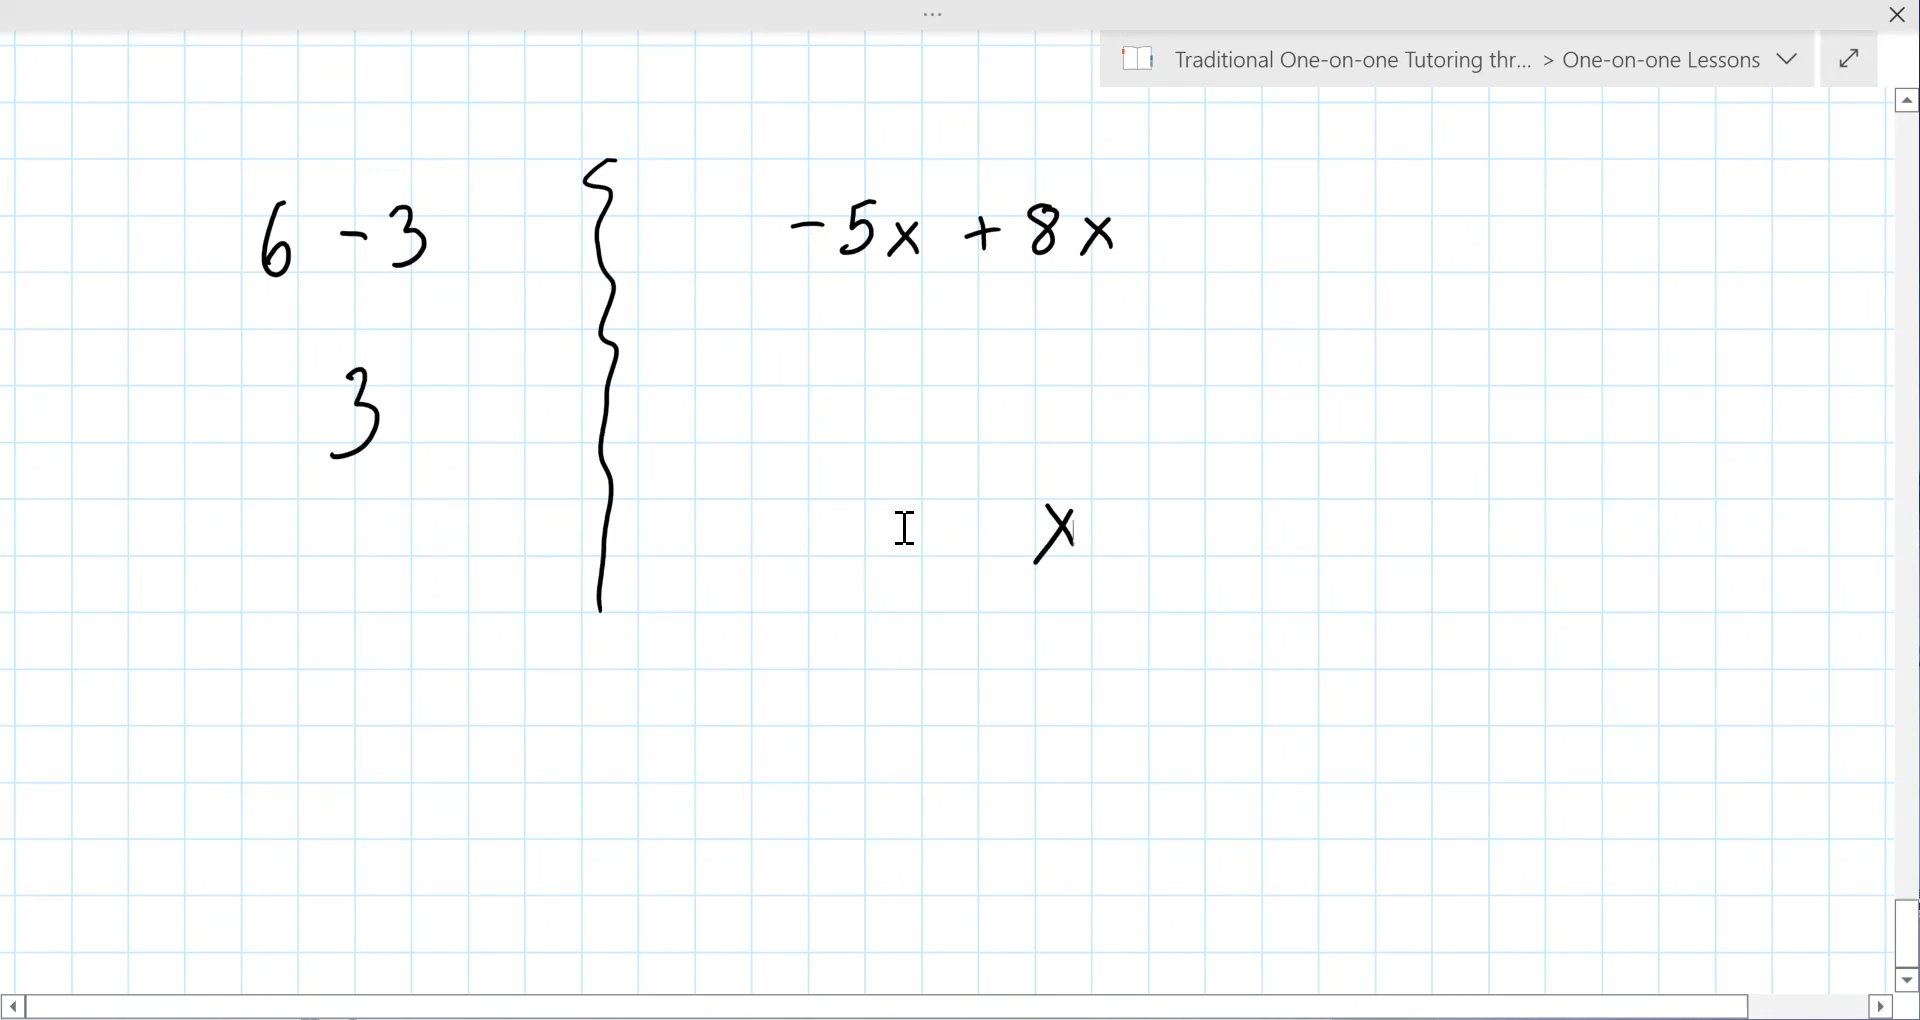 ...
Traditional One-on-one Tutoring thr... > One-on-one Lessons
6 - 3
3
- 5x + 8x
x